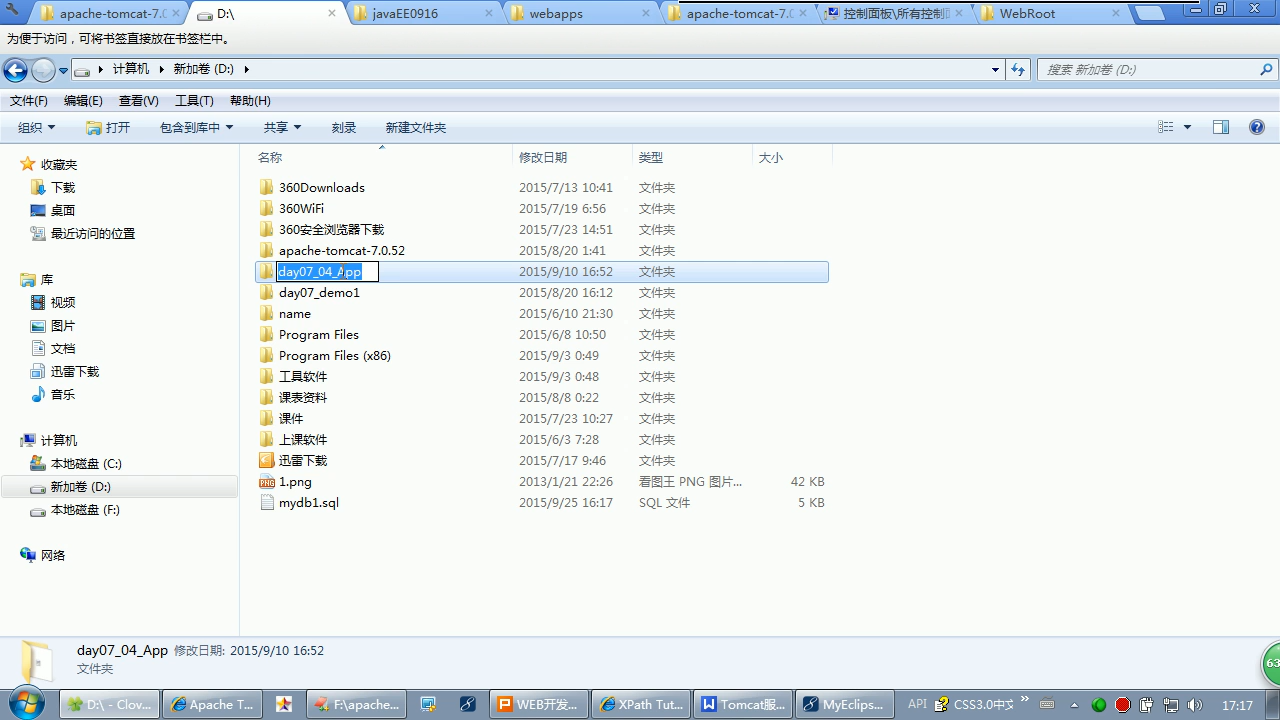 apache-tomcat-7.0
D:\
javaEE0916
webapps
apache-tomcat-7.0
控制面板\所有控制面
WebRoot
为便于访问，可将书签直接放在书签栏中。
计算机
新加卷 (D:)
搜索 新加卷 (D:)
文件(F)
编辑(E)
查看(V)
工具(T)
帮助(H)
组织
打开
包含到库中
共享
刻录
新建文件夹
收藏夹
下载
桌面
最近访问的位置
库
视频
图片
文档
迅雷下载
音乐
计算机
本地磁盘 (C:)
新加卷 (D:)
本地磁盘 (F:)
网络
名称 修改日期 类型 大小
360Downloads 2015/7/13 10:41 文件夹
360WiFi 2015/7/19 6:56 文件夹
360安全浏览器下载 2015/7/23 14:51 文件夹
apache-tomcat-7.0.52 2015/8/20 1:41 文件夹
day07_04_App 2015/9/10 16:52 文件夹
day07_demo1 2015/8/20 16:12 文件夹
name 2015/6/10 21:30 文件夹
Program Files 2015/6/8 10:50 文件夹
Program Files (x86) 2015/9/3 0:49 文件夹
工具软件 2015/9/3 0:48 文件夹
课表资料 2015/8/8 0:22 文件夹
课件 2015/7/23 10:27 文件夹
上课软件 2015/6/3 7:28 文件夹
迅雷下载 2015/7/17 9:46 文件夹
1.png 2013/1/21 22:26 看图王 PNG 图片... 42 KB
mydb1.sql 2015/9/25 16:17 SQL 文件 5 KB
day07_04_App 修改日期: 2015/9/10 16:52
文件夹
63
D:\ - Clov...
Apache T...
F:\apache...
WEB开发...
XPath Tut...
Tomcat服...
MyEclips...
API
CSS3.0中文
17:17